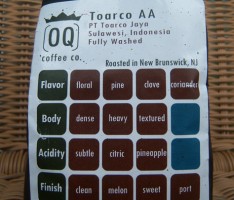 OQ
coffee co.
Toarco AA
PT Toarco Jaya
Sulawesi, Indonesia
Fully Washed
Roasted in New Brunswick, NJ
Flavor floral pine clove coriander
Body dense heavy textured
Acidity subtle citric pineapple
Finish clean melon sweet port